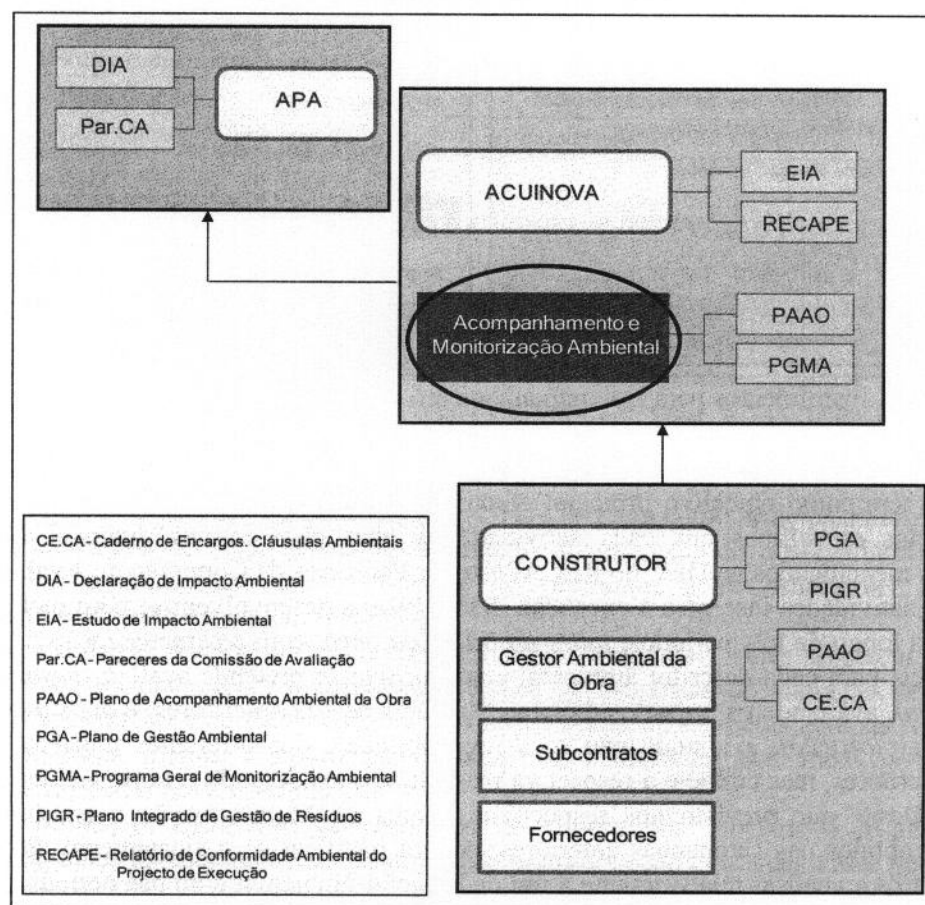 DIA
Par.CA
APA
ACUINOVA
EIA
RECAPE
Acompanhamento e
Monitorização Ambiental
PAAO
PGMA
CONSTRUTOR
PGA
PIGR
Gestor Ambiental da
Obra
PAAO
CE.CA
Subcontratos
Fornecedores
CE.CA - Caderno de Encargos. Cláusulas Ambientais
DIA - Declaração de Impacto Ambiental
EIA - Estudo de Impacto Ambiental
Par.CA - Pareceres da Comissão de Avaliação
PAAO - Plano de Acompanhamento Ambiental da Obra
PGA - Plano de Gestão Ambiental
PGMA - Programa Geral de Monitorização Ambiental
PIGR - Plano Integrado de Gestão de Resíduos
RECAPE - Relatório de Conformidade Ambiental do
Projecto de Execução